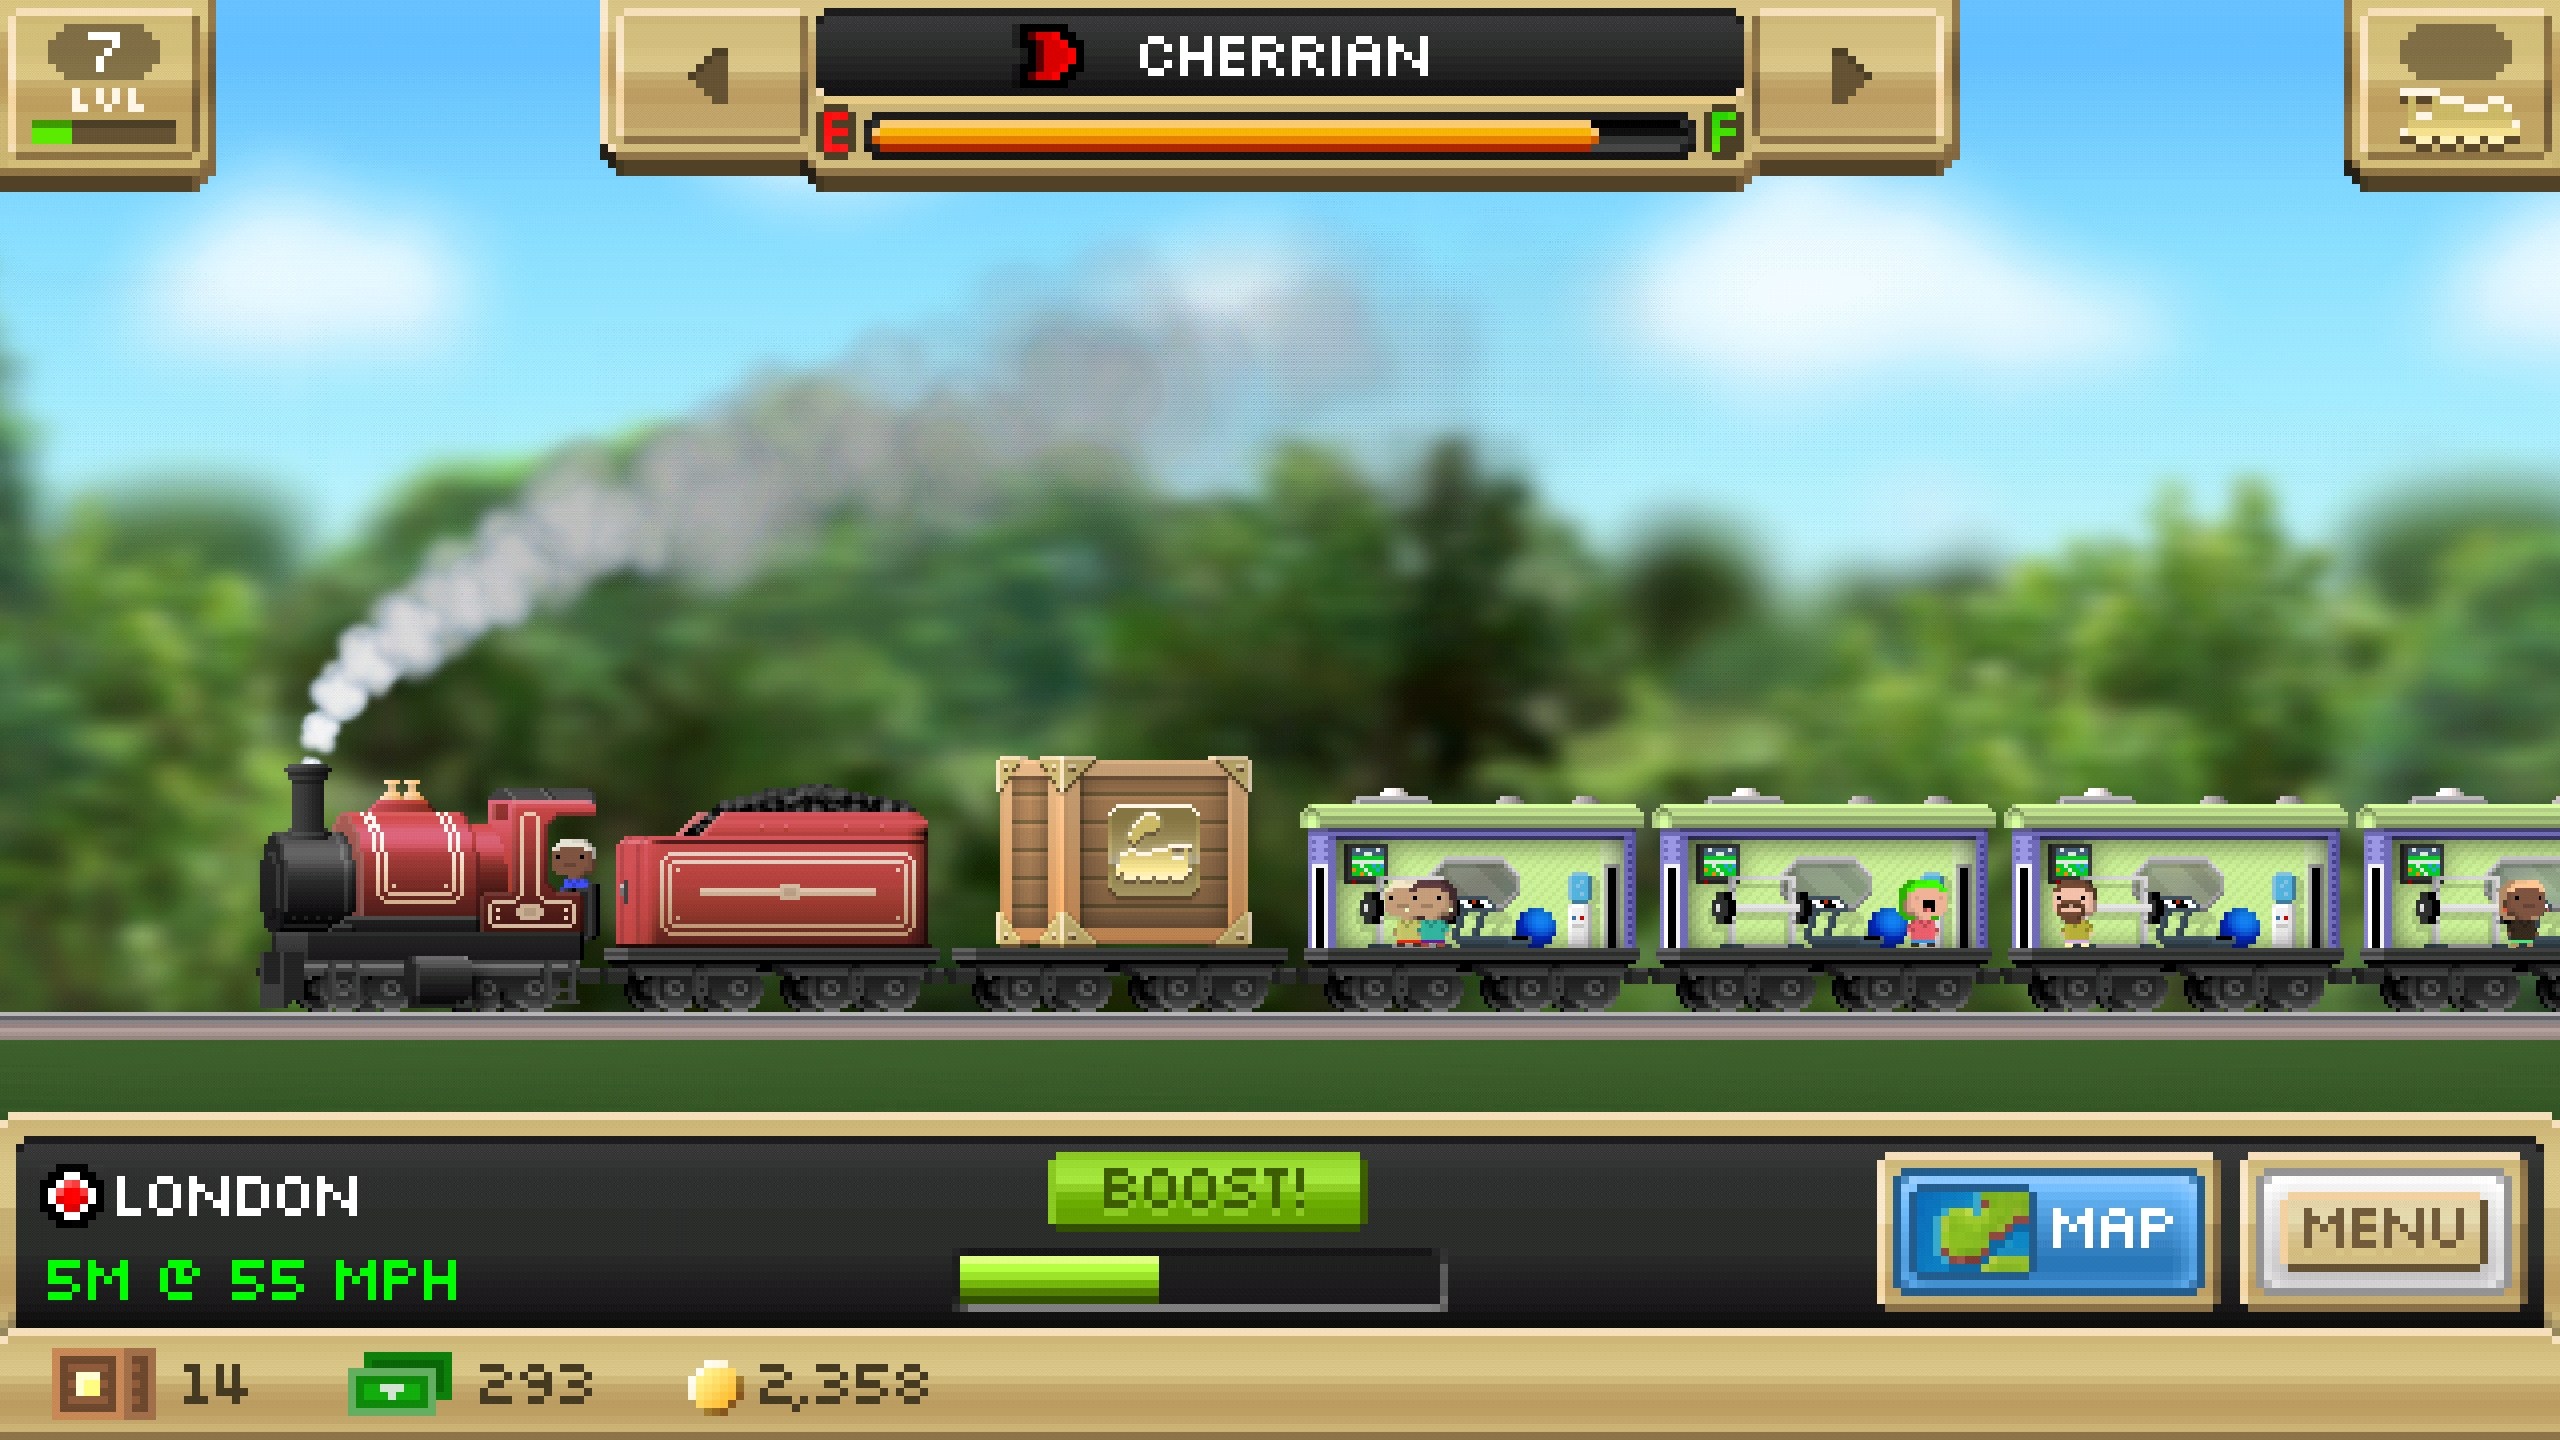 7
LVL
CHERRIAN
E
F
LONDON
5M @ 55 MPH
BOOST!
MAP
MENU
14
293
2,358